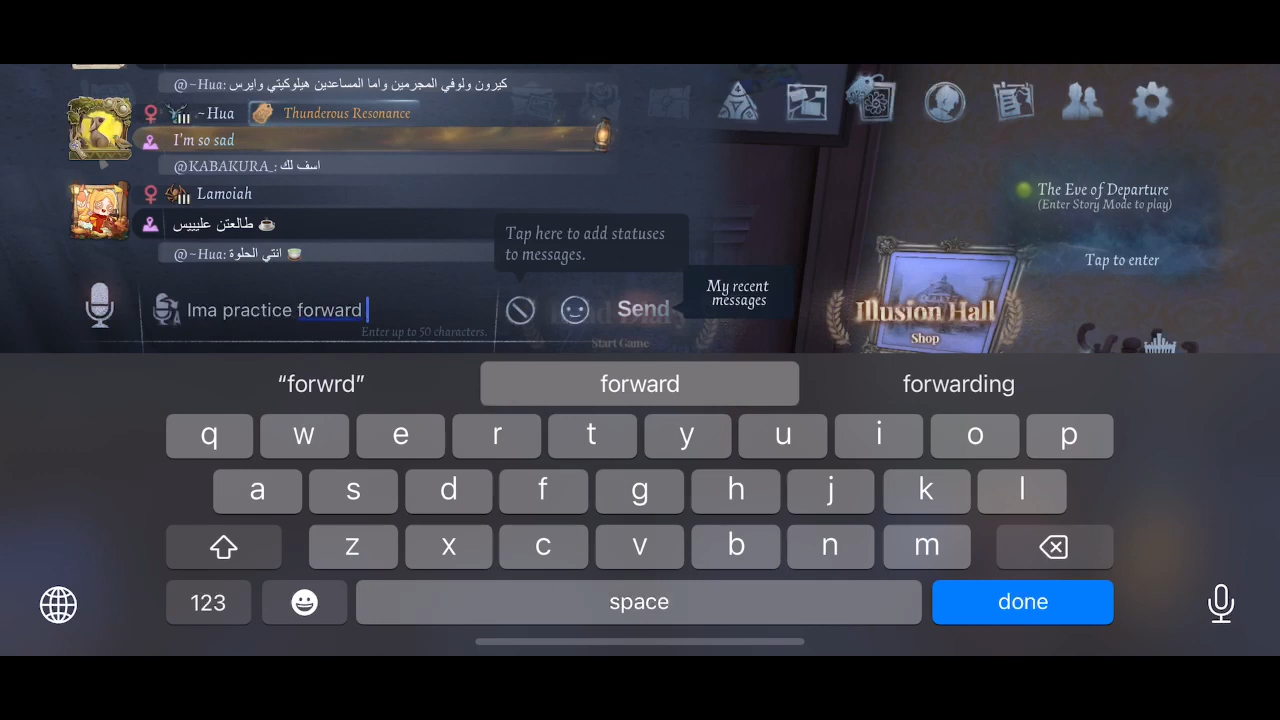 @~Hua: كيرون ولوفي المجرمين واما المساعدين هيلوكيتي وايرس
~Hua Thunderous Resonance
I'm so sad
@KABAKURA_: اسف لك
Lamoiah
طالعتن علييييس ☕
@~Hua: انتي الحلوة 🍵
The Eve of Departure
(Enter Story Mode to play)
Tap here to add statuses
to messages.
Tap to enter
My recent
messages
Ima practice forward
Enter up to 50 characters.
Send
Start Game
Illusion Hall
Shop
“forwrd” forward forwarding
q w e r t y u i o p
a s d f g h j k l
z x c v b n m
123 space done